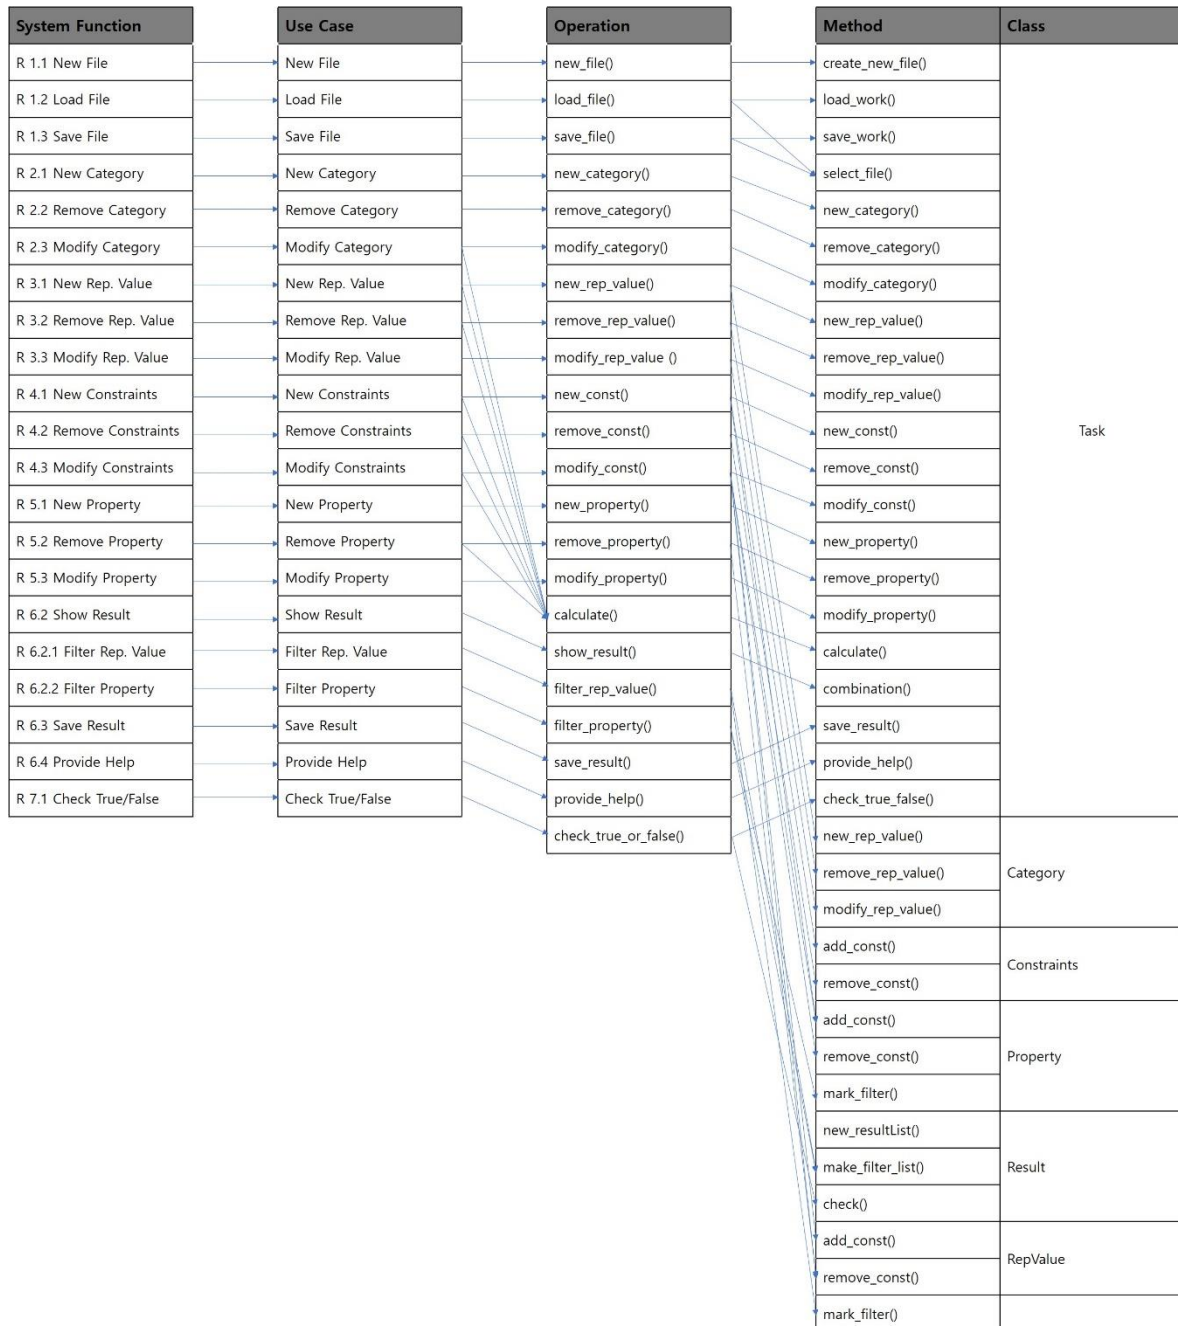 System Function
Use Case
Operation
Method
Class
R 1.1 New File
New File
new_file()
create_new_file()
R 1.2 Load File
Load File
load_file()
load_work()
R 1.3 Save File
Save File
save_file()
save_work()
R 2.1 New Category
New Category
new_category()
select_file()
R 2.2 Remove Category
Remove Category
remove_category()
new_category()
R 2.3 Modify Category
Modify Category
modify_category()
remove_category()
R 3.1 New Rep. Value
New Rep. Value
new_rep_value()
modify_category()
R 3.2 Remove Rep. Value
Remove Rep. Value
remove_rep_value()
new_rep_value()
R 3.3 Modify Rep. Value
Modify Rep. Value
modify_rep_value ()
remove_rep_value()
R 4.1 New Constraints
New Constraints
new_const()
modify_rep_value()
R 4.2 Remove Constraints
Remove Constraints
remove_const()
new_const()
Task
R 4.3 Modify Constraints
Modify Constraints
modify_const()
remove_const()
R 5.1 New Property
New Property
new_property()
modify_const()
R 5.2 Remove Property
Remove Property
remove_property()
new_property()
R 5.3 Modify Property
Modify Property
modify_property()
remove_property()
R 6.2 Show Result
Show Result
calculate()
modify_property()
R 6.2.1 Filter Rep. Value
Filter Rep. Value
show_result()
calculate()
R 6.2.2 Filter Property
Filter Property
filter_rep_value()
combination()
R 6.3 Save Result
Save Result
filter_property()
save_result()
R 6.4 Provide Help
Provide Help
save_result()
provide_help()
R 7.1 Check True/False
Check True/False
provide_help()
check_true_false()
check_true_or_false()
new_rep_value()
remove_rep_value()
Category
modify_rep_value()
add_const()
Constraints
remove_const()
add_const()
remove_const()
Property
mark_filter()
new_resultList()
make_filter_list()
Result
check()
add_const()
RepValue
remove_const()
mark_filter()